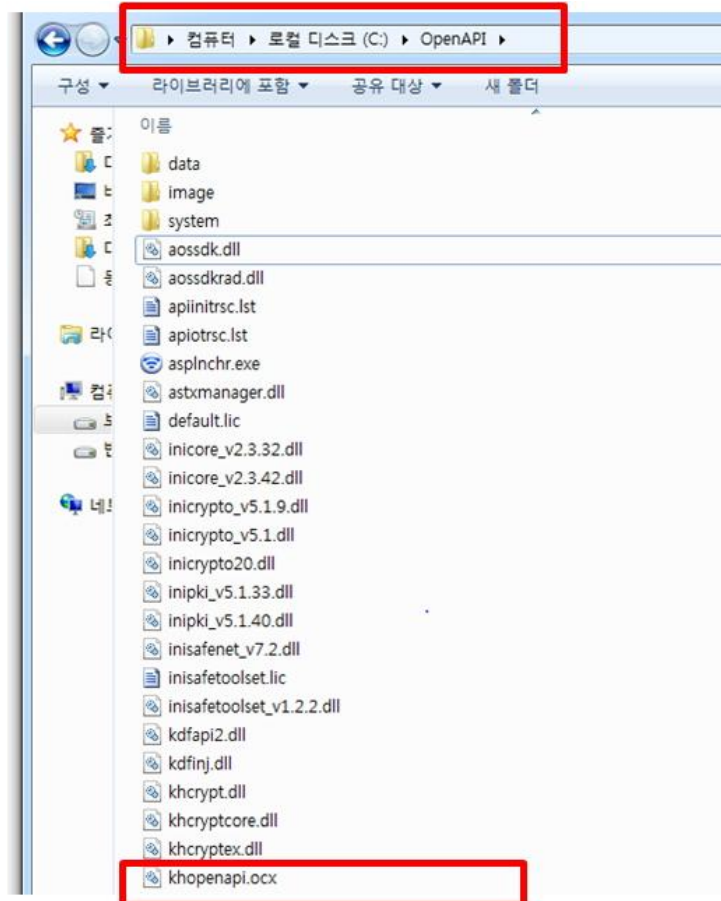 컴퓨터 ▸ 로컬 디스크 (C:) ▸ OpenAPI ▸
구성 ▼ 라이브러리에 포함 ▼ 공유 대상 ▼ 새 폴더
이름
data
image
system
aossdk.dll
aossdkrad.dll
apiinitrsc.lst
apiotrsc.lst
asplnchr.exe
astxmanager.dll
default.lic
inicore_v2.3.32.dll
inicore_v2.3.42.dll
inicrypto_v5.1.9.dll
inicrypto_v5.1.dll
inicrypto20.dll
inipki_v5.1.33.dll
inipki_v5.1.40.dll
inisafenet_v7.2.dll
inisafetoolset.lic
inisafetoolset_v1.2.2.dll
kdfapi2.dll
kdfinj.dll
khcrypt.dll
khcryptcore.dll
khcryptex.dll
khopenapi.ocx